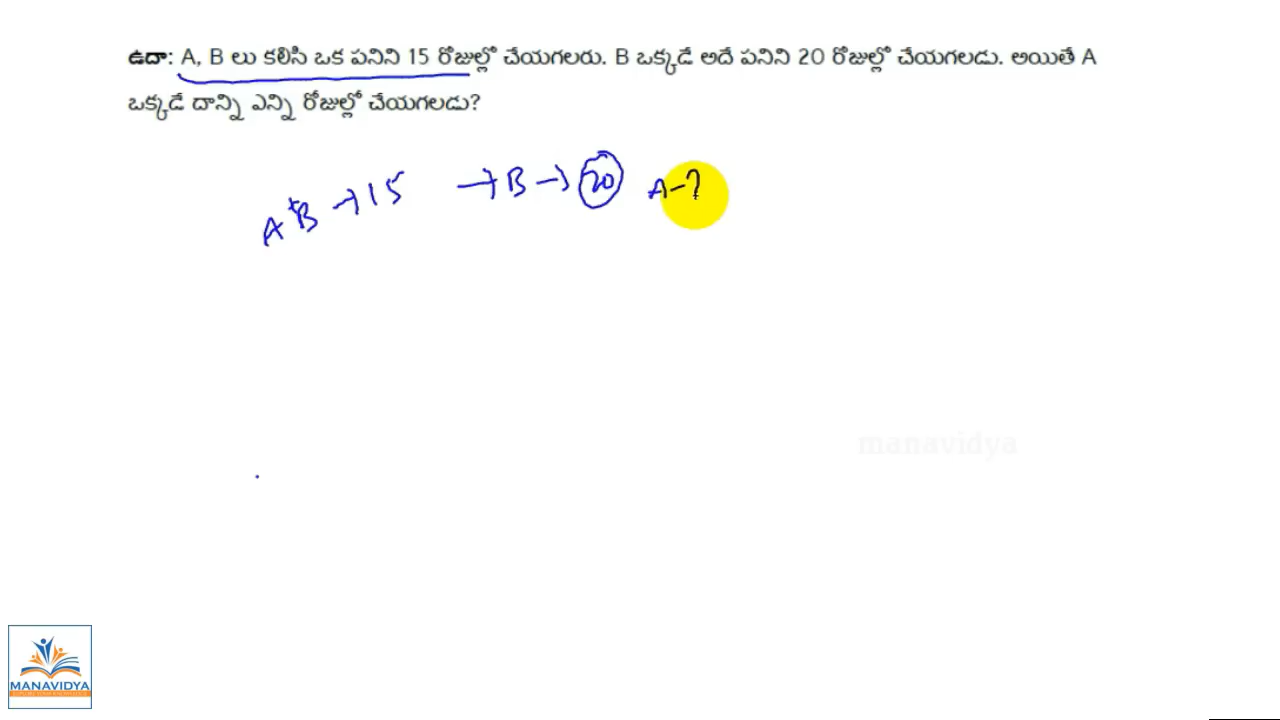 ఉదా: A, B లు కలిసి ఒక పనిని 15 రోజుల్లో చేయగలరు. B ఒక్కడే అదే పనిని 20 రోజుల్లో చేయగలడు. అయితే A
ఒక్కడే దాన్ని ఎన్ని రోజుల్లో చేయగలడు?
A+B → 15 → B → 20 A-?
manavidya
MANAVIDYA